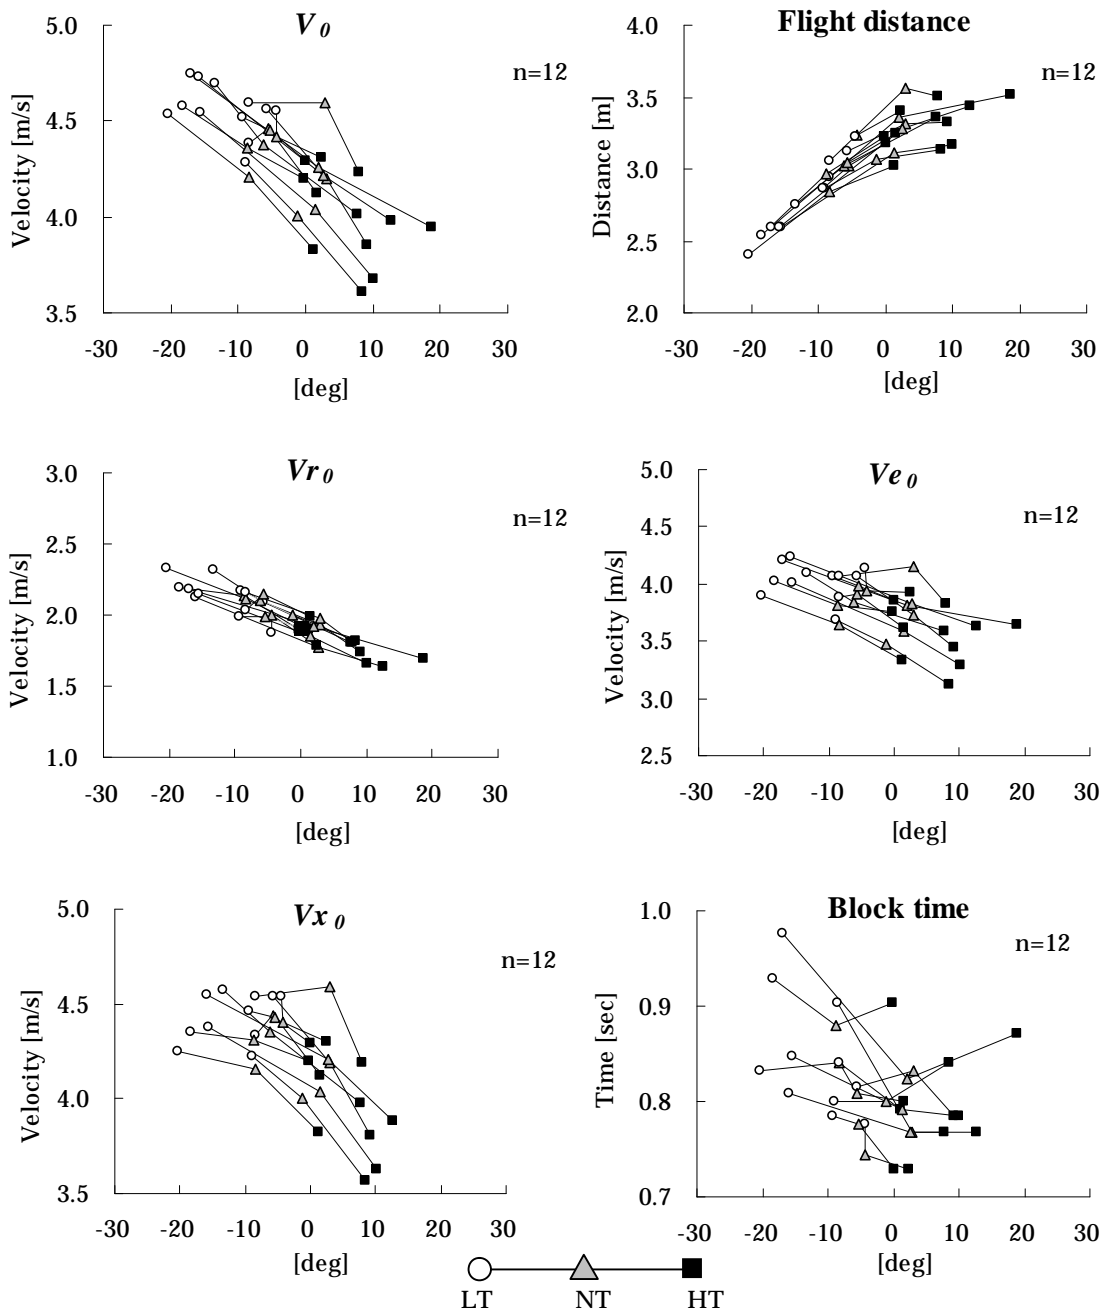 V0
n=12
Velocity [m/s]
5.0
4.5
4.0
3.5
-30 -20 -10 0 10 20 30
[deg]
Flight distance
n=12
Distance [m]
4.0
3.5
3.0
2.5
2.0
-30 -20 -10 0 10 20 30
[deg]
Vr0
n=12
Velocity [m/s]
3.0
2.5
2.0
1.5
1.0
-30 -20 -10 0 10 20 30
[deg]
Ve0
n=12
Velocity [m/s]
5.0
4.5
4.0
3.5
3.0
2.5
-30 -20 -10 0 10 20 30
[deg]
Vx0
n=12
Velocity [m/s]
5.0
4.5
4.0
3.5
-30 -20 -10 0 10 20 30
[deg]
Block time
n=12
Time [sec]
1.0
0.9
0.8
0.7
-30 -20 -10 0 10 20 30
[deg]
LT NT HT